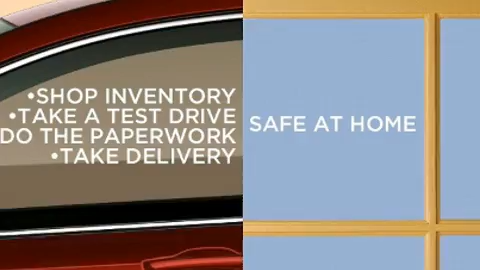 •SHOP INVENTORY
•TAKE A TEST DRIVE
DO THE PAPERWORK
•TAKE DELIVERY
SAFE AT HOME